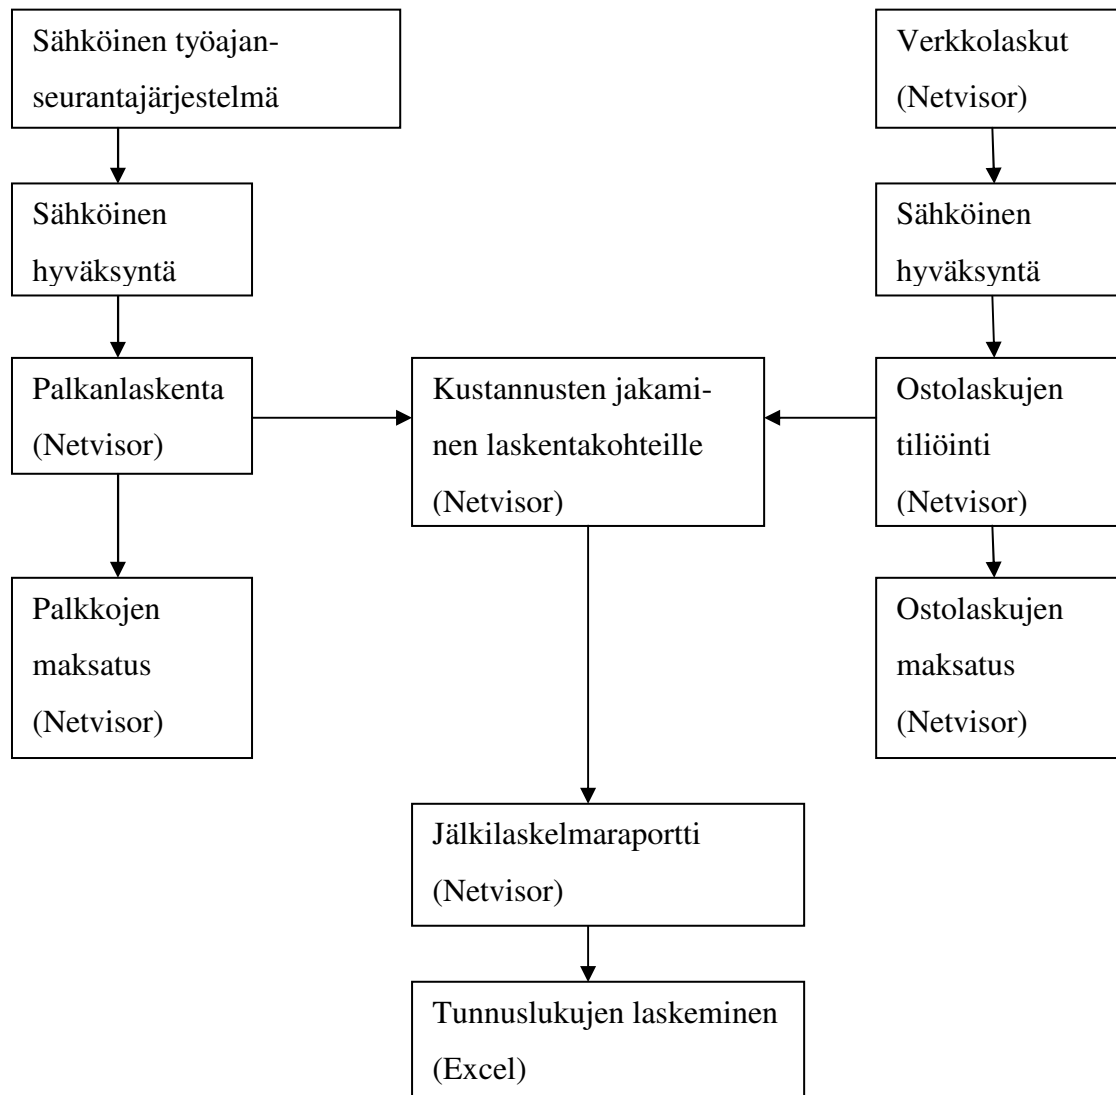 Sähköinen työajan-
seurantajärjestelmä
Verkkolaskut
(Netvisor)
Sähköinen
hyväksyntä
Sähköinen
hyväksyntä
Palkanlaskenta
(Netvisor)
Kustannusten jakami-
nen laskentakohteille
(Netvisor)
Ostolaskujen
tiliöinti
(Netvisor)
Palkkojen
maksatus
(Netvisor)
Ostolaskujen
maksatus
(Netvisor)
Jälkilaskelmaraportti
(Netvisor)
Tunnuslukujen laskeminen
(Excel)